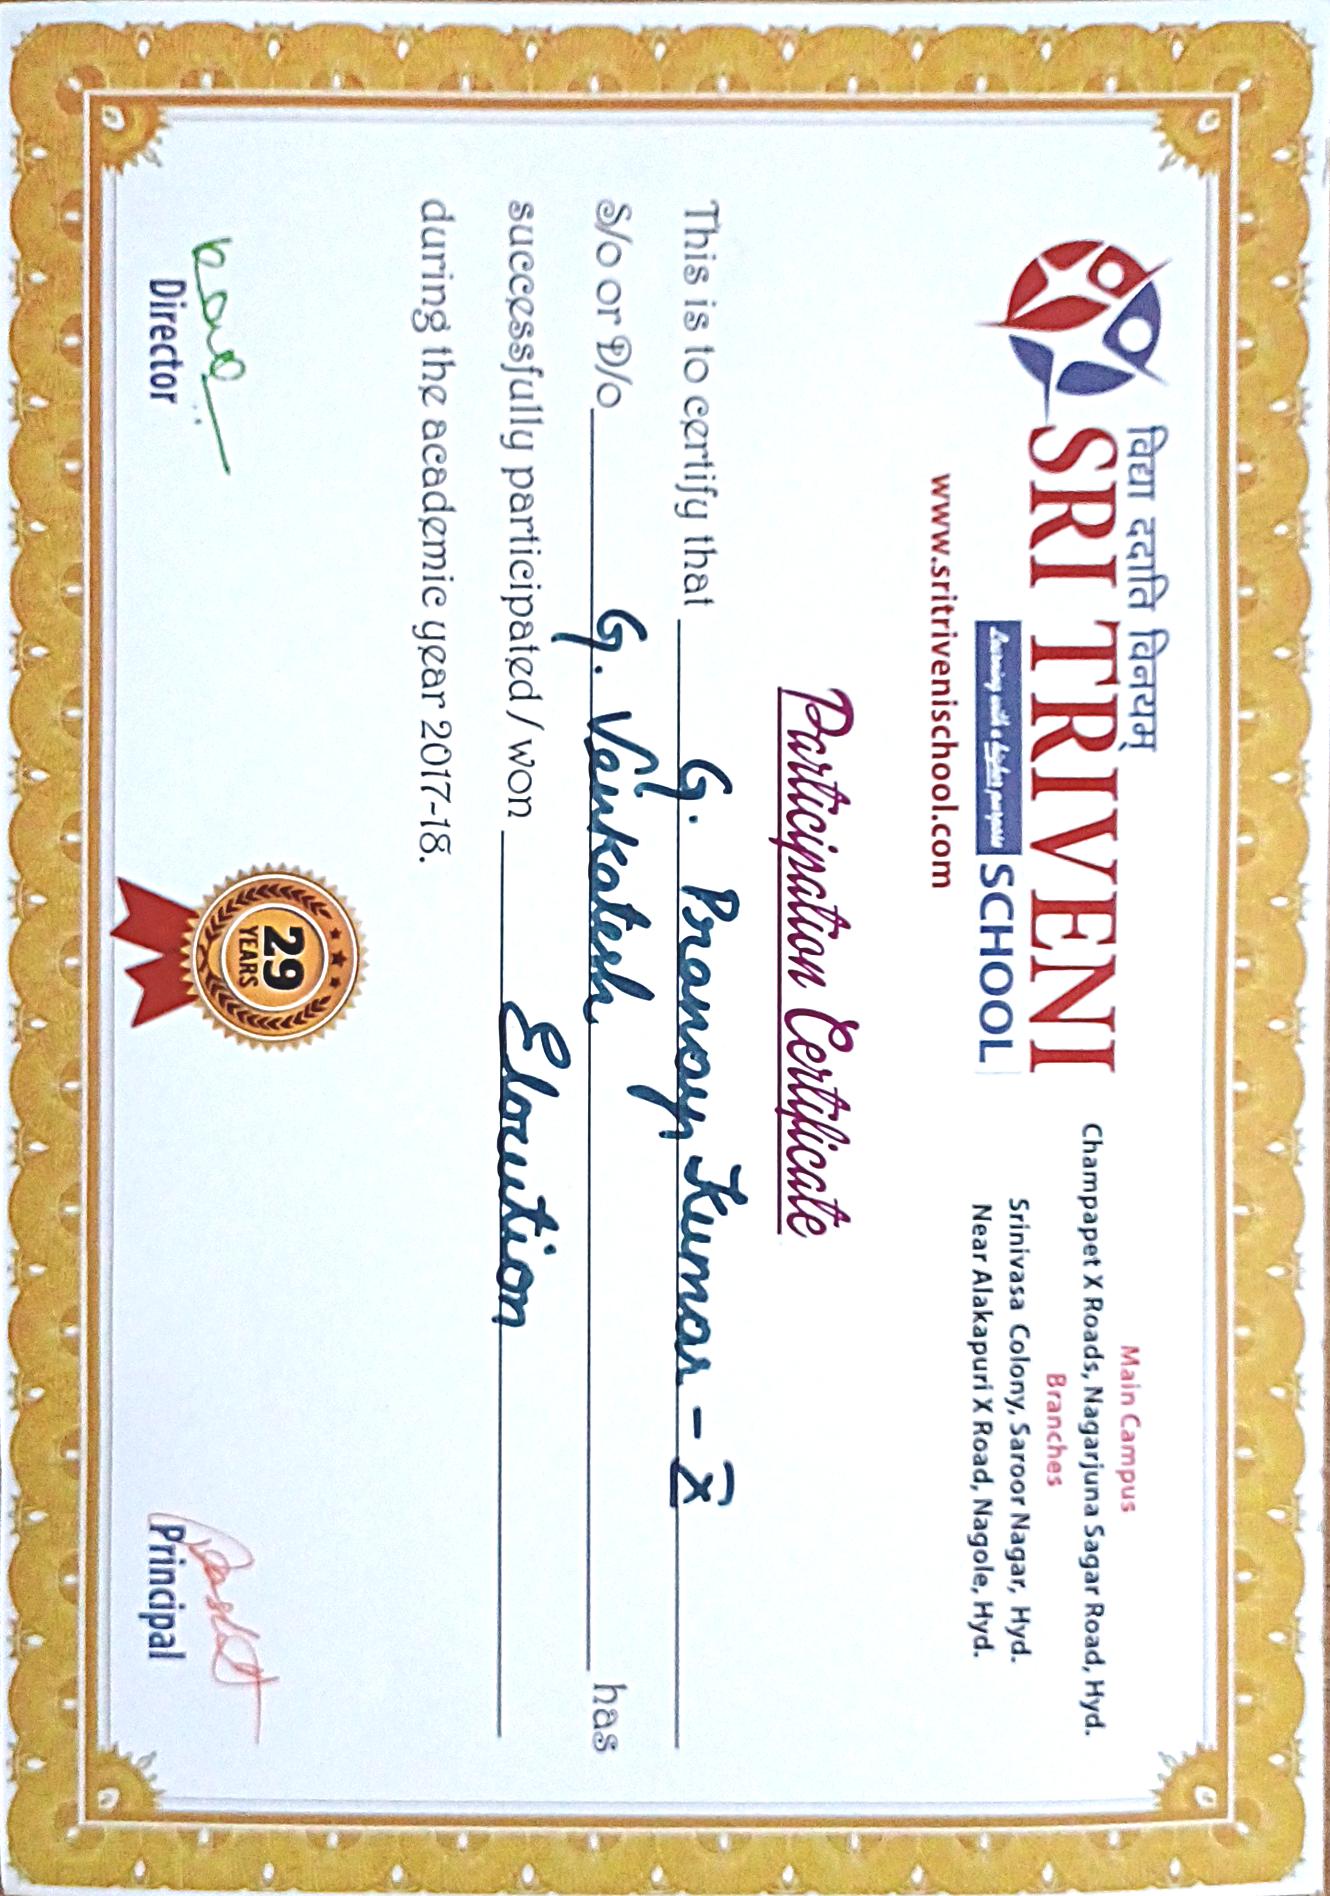 विद्या ददाति विनयम्
SRI TRIVENI
Learning with a higher purpose SCHOOL
www.sritrivenischool.com
Main Campus
Champapet X Roads, Nagarjuna Sagar Road, Hyd.
Branches
Srinivasa Colony, Saroor Nagar, Hyd.
Near Alakapuri X Road, Nagole, Hyd.
Participation Certificate
This is to certify that G. Pranay Kumar - X
S/o or D/o G. Venkatesh has
successfully participated / won Elocution
during the academic year 2017-18.
29
YEARS
Director
Principal